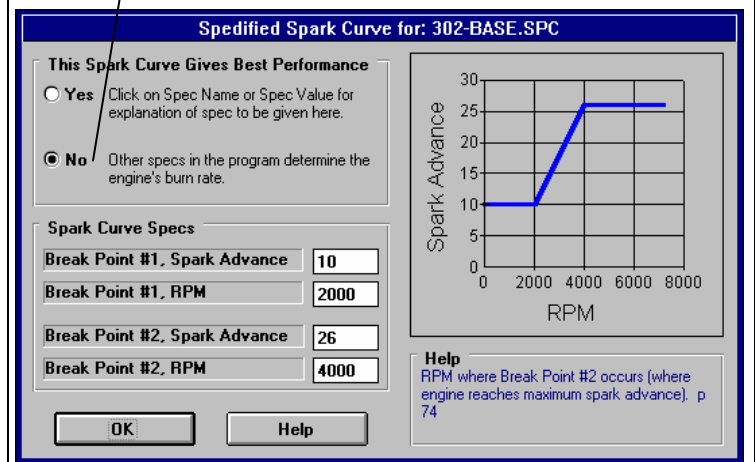 Spedified Spark Curve for: 302-BASE.SPC
This Spark Curve Gives Best Performance
Yes Click on Spec Name or Spec Value for
explanation of spec to be given here.
No Other specs in the program determine the
engine's burn rate.
Spark Curve Specs
Break Point #1, Spark Advance 10
Break Point #1, RPM 2000
Break Point #2, Spark Advance 26
Break Point #2, RPM 4000
OK Help
Spark Advance
30
25
20
15
10
5
0
0 2000 4000 6000 8000
RPM
Help
RPM where Break Point #2 occurs (where
engine reaches maximum spark advance). p
74